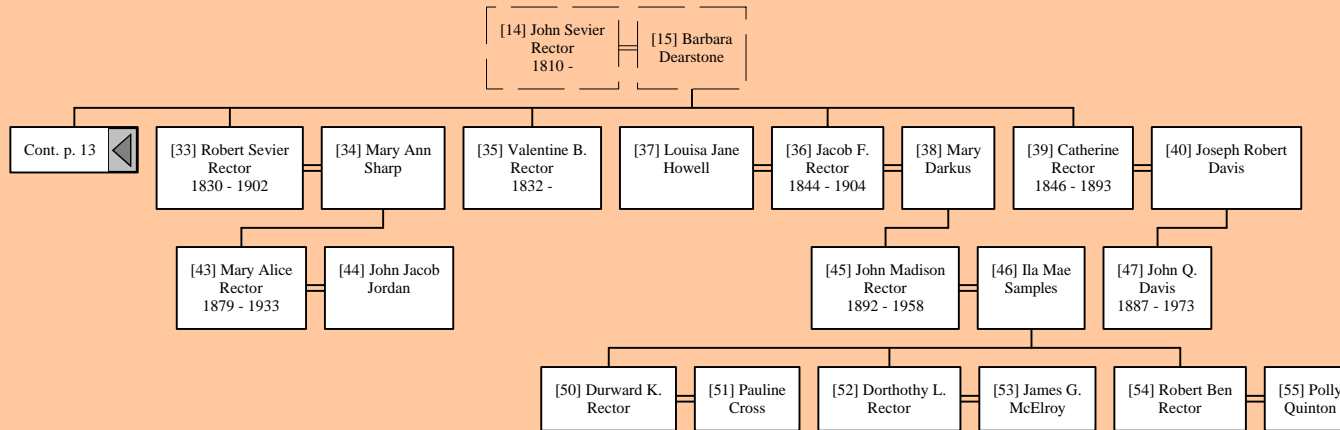 [14] John Sevier
Rector
1810 -
[15] Barbara
Dearstone
Cont. p. 13
[33] Robert Sevier
Rector
1830 - 1902
[34] Mary Ann
Sharp
[35] Valentine B.
Rector
1832 -
[37] Louisa Jane
Howell
[36] Jacob F.
Rector
1844 - 1904
[38] Mary
Darkus
[39] Catherine
Rector
1846 - 1893
[40] Joseph Robert
Davis
[43] Mary Alice
Rector
1879 - 1933
[44] John Jacob
Jordan
[45] John Madison
Rector
1892 - 1958
[46] Ila Mae
Samples
[47] John Q.
Davis
1887 - 1973
[50] Durward K.
Rector
[51] Pauline
Cross
[52] Dorthothy L.
Rector
[53] James G.
McElroy
[54] Robert Ben
Rector
[55] Polly
Quinton